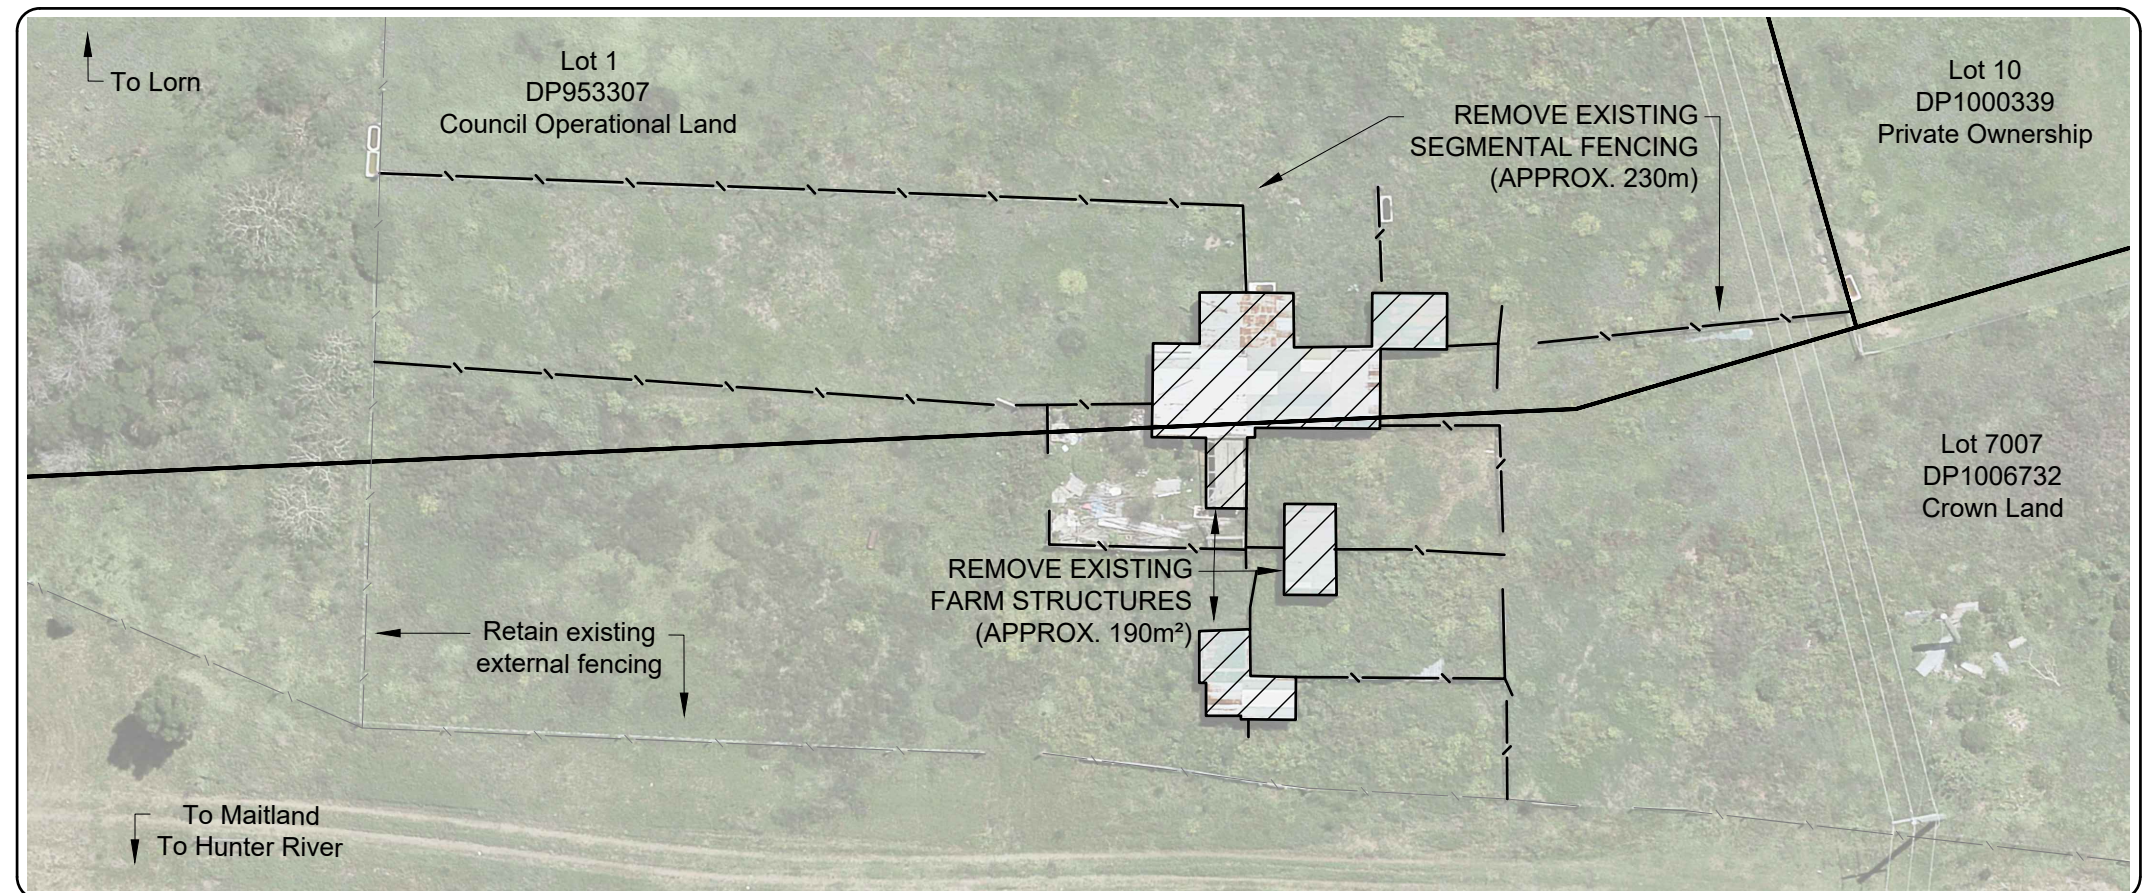 To Lorn
Lot 1
DP953307
Council Operational Land
REMOVE EXISTING
SEGMENTAL FENCING
(APPROX. 230m)
Lot 10
DP1000339
Private Ownership
Lot 7007
DP1006732
Crown Land
REMOVE EXISTING
FARM STRUCTURES
(APPROX. 190m²)
Retain existing
external fencing
To Maitland
To Hunter River